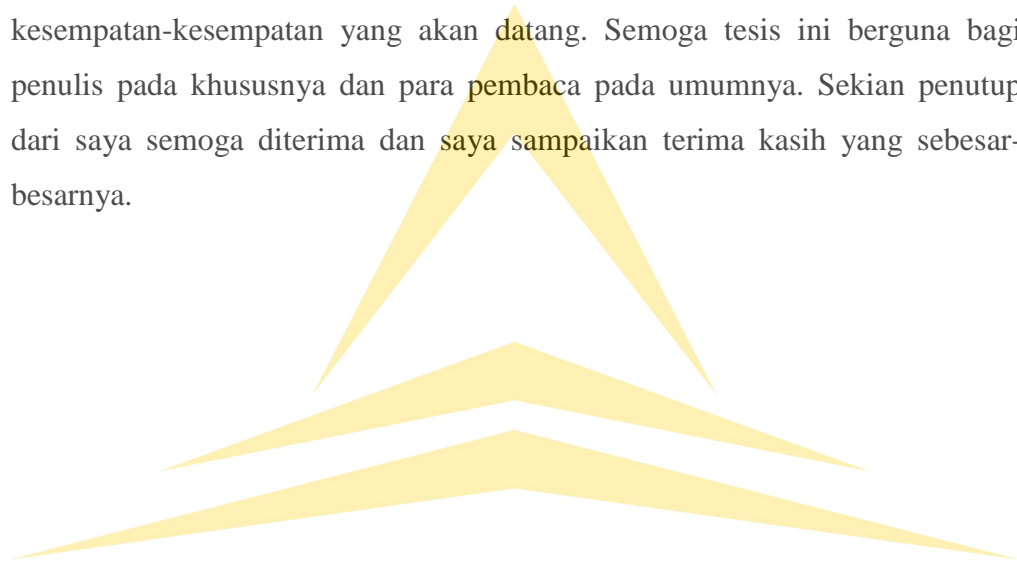 kesempatan-kesempatan yang akan datang. Semoga tesis ini berguna bagi
penulis pada khususnya dan para pembaca pada umumnya. Sekian penutup
dari saya semoga diterima dan saya sampaikan terima kasih yang sebesar-
besarnya.